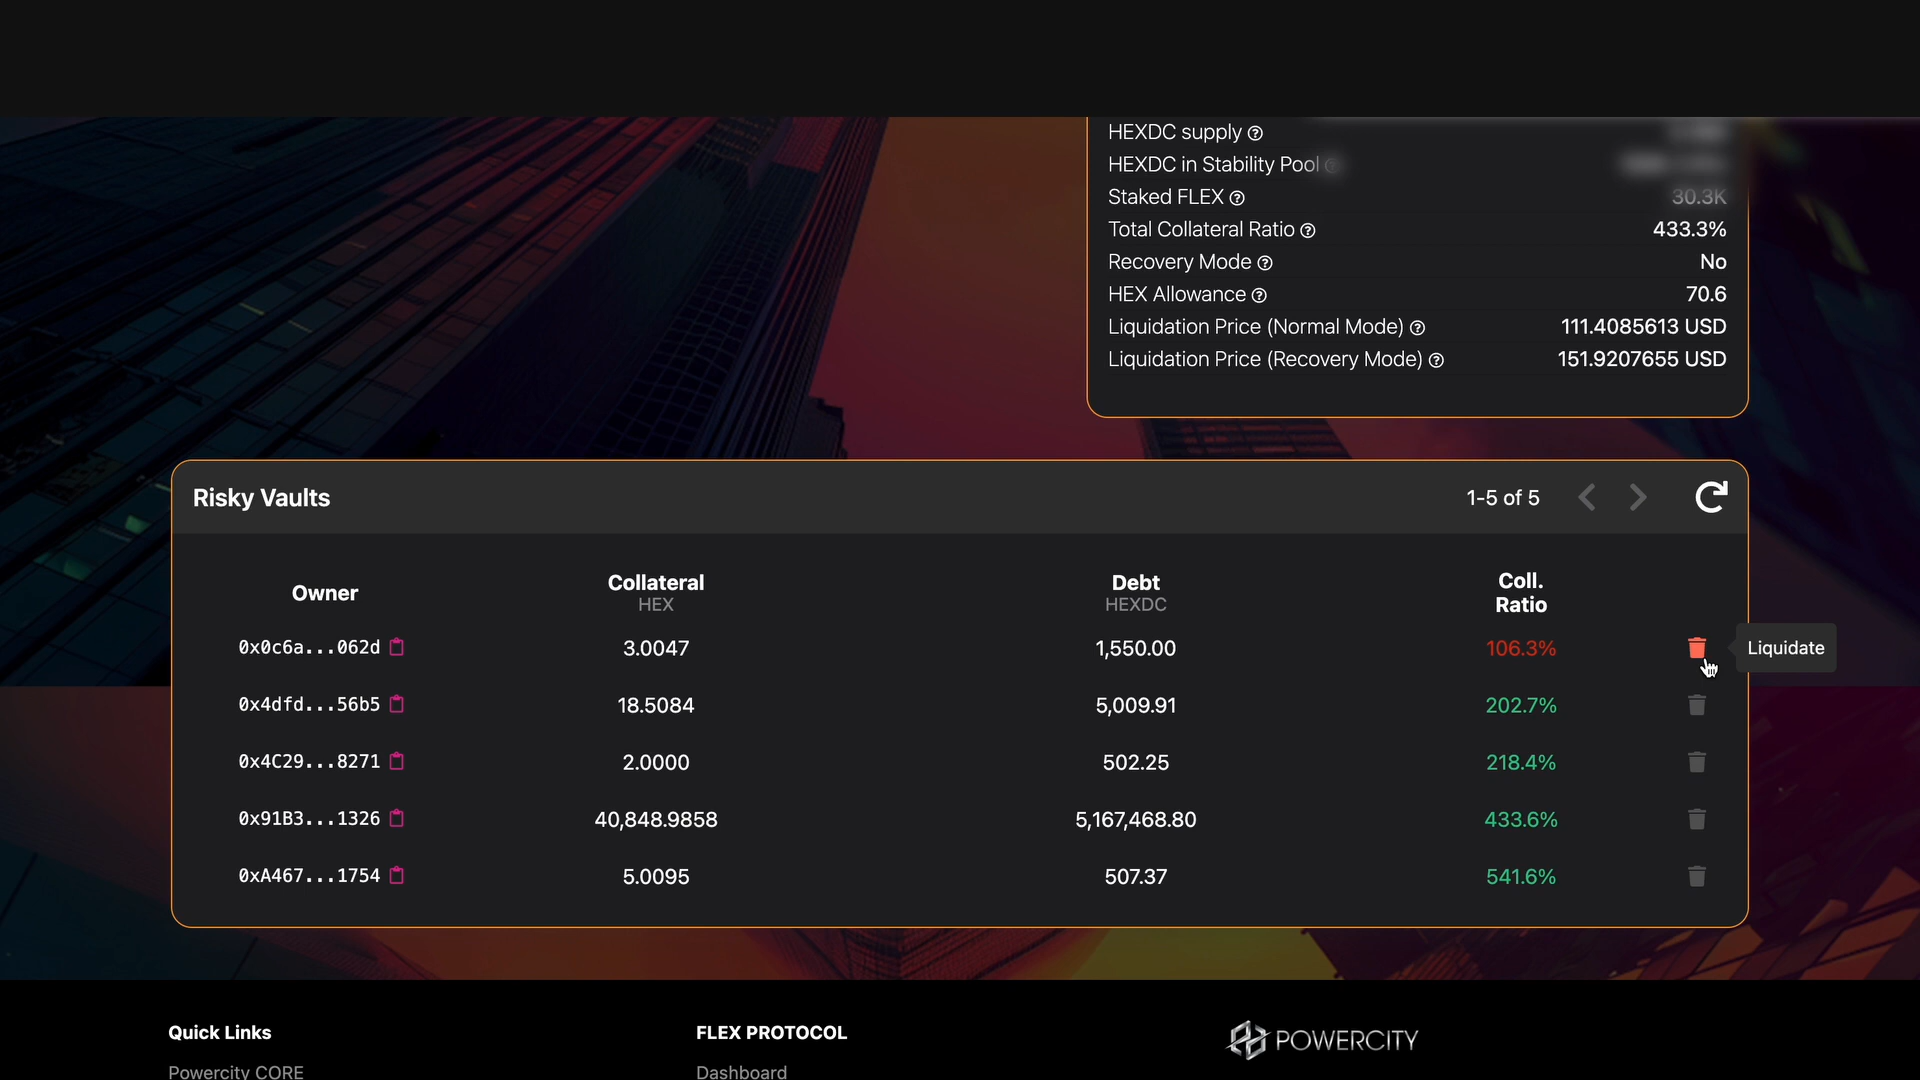 HEXDC supply
HEXDC in Stability Pool
Staked FLEX 30.3K
Total Collateral Ratio 433.3%
Recovery Mode No
HEX Allowance 70.6
Liquidation Price (Normal Mode) 111.4085613 USD
Liquidation Price (Recovery Mode) 151.9207655 USD
Risky Vaults 1-5 of 5
Owner Collateral HEX Debt HEXDC Coll. Ratio
0x0c6a...062d 3.0047 1,550.00 106.3% Liquidate
0x4dfd...56b5 18.5084 5,009.91 202.7%
0x4C29...8271 2.0000 502.25 218.4%
0x91B3...1326 40,848.9858 5,167,468.80 433.6%
0xA467...1754 5.0095 507.37 541.6%
Quick Links FLEX PROTOCOL POWERCITY
Powercity CORE Dashboard